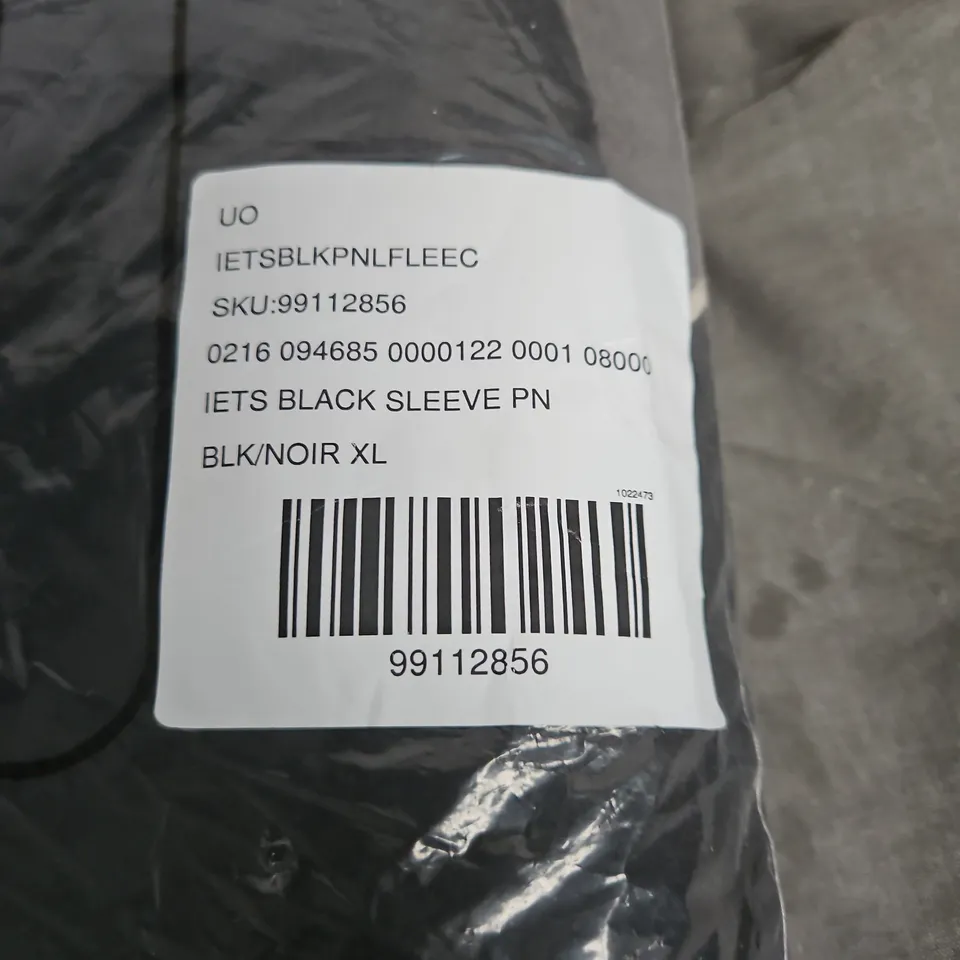 UO
IETSBLKPNLFLEEC
SKU:99112856
0216 094685 0000122 0001 08000
IETS BLACK SLEEVE PN
BLK/NOIR XL
1022473
99112856